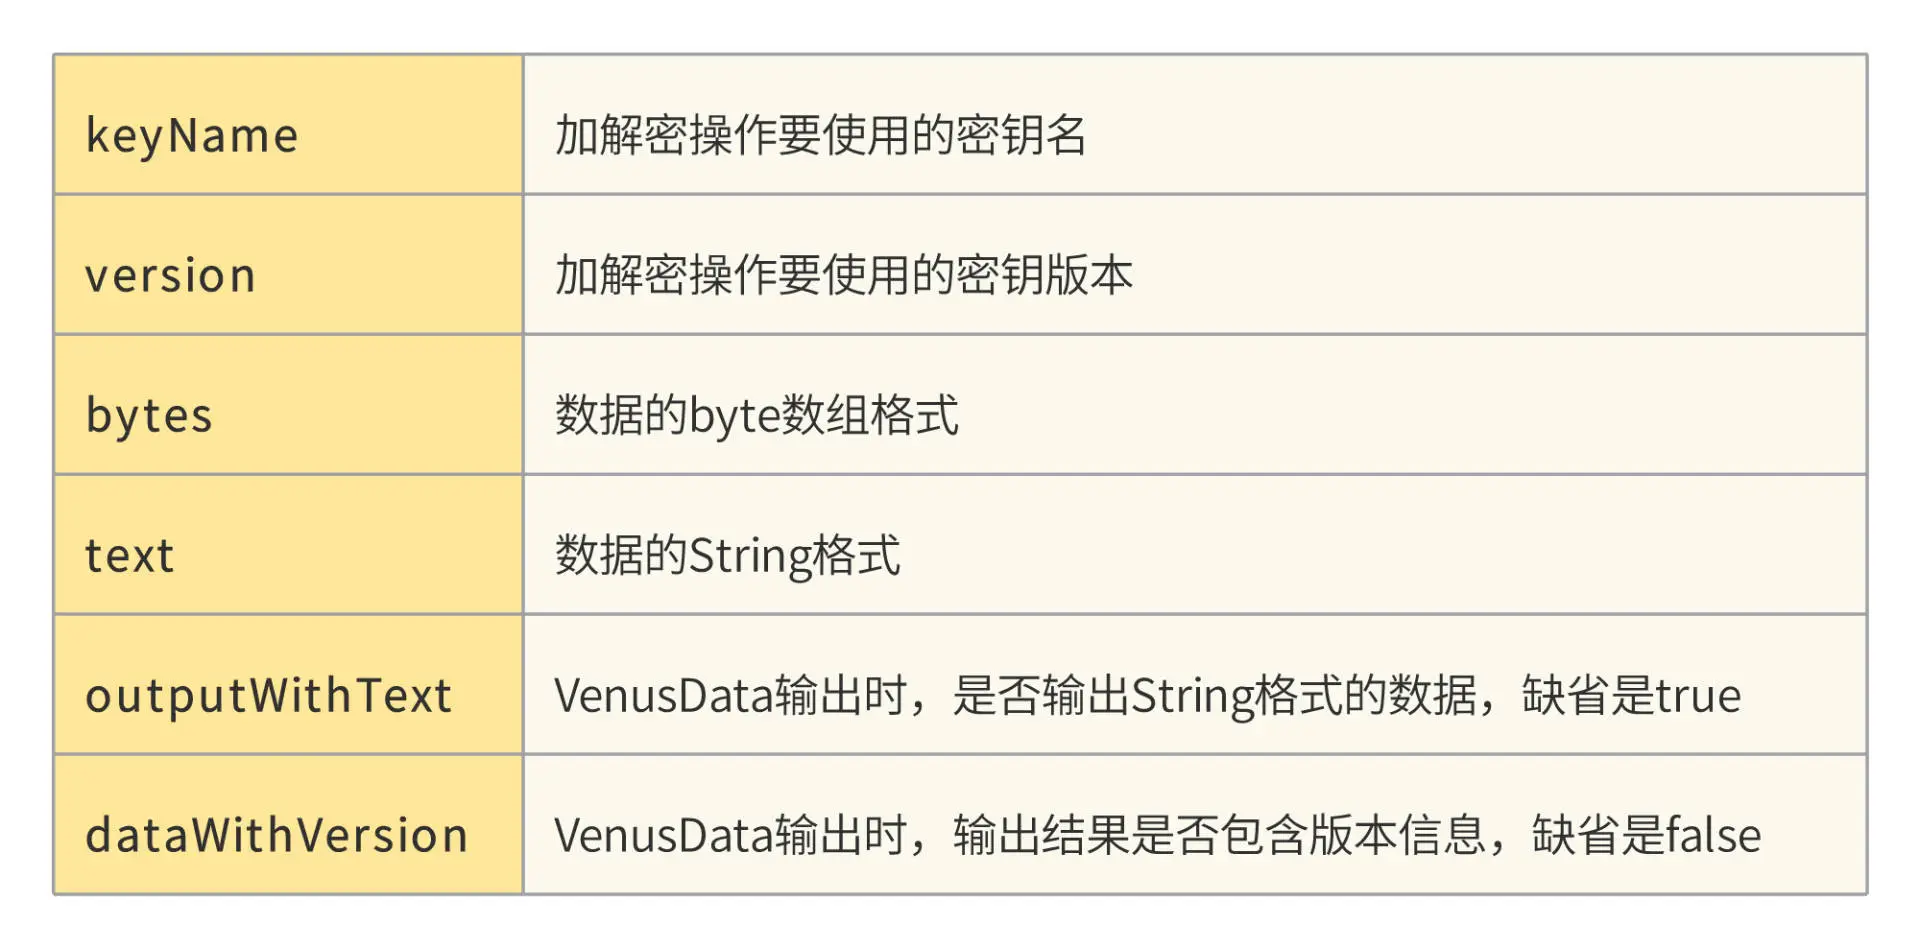 keyName 加解密操作要使用的密钥名
version 加解密操作要使用的密钥版本
bytes 数据的byte数组格式
text 数据的String格式
outputWithText VenusData输出时，是否输出String格式的数据，缺省是true
dataWithVersion VenusData输出时，输出结果是否包含版本信息，缺省是false